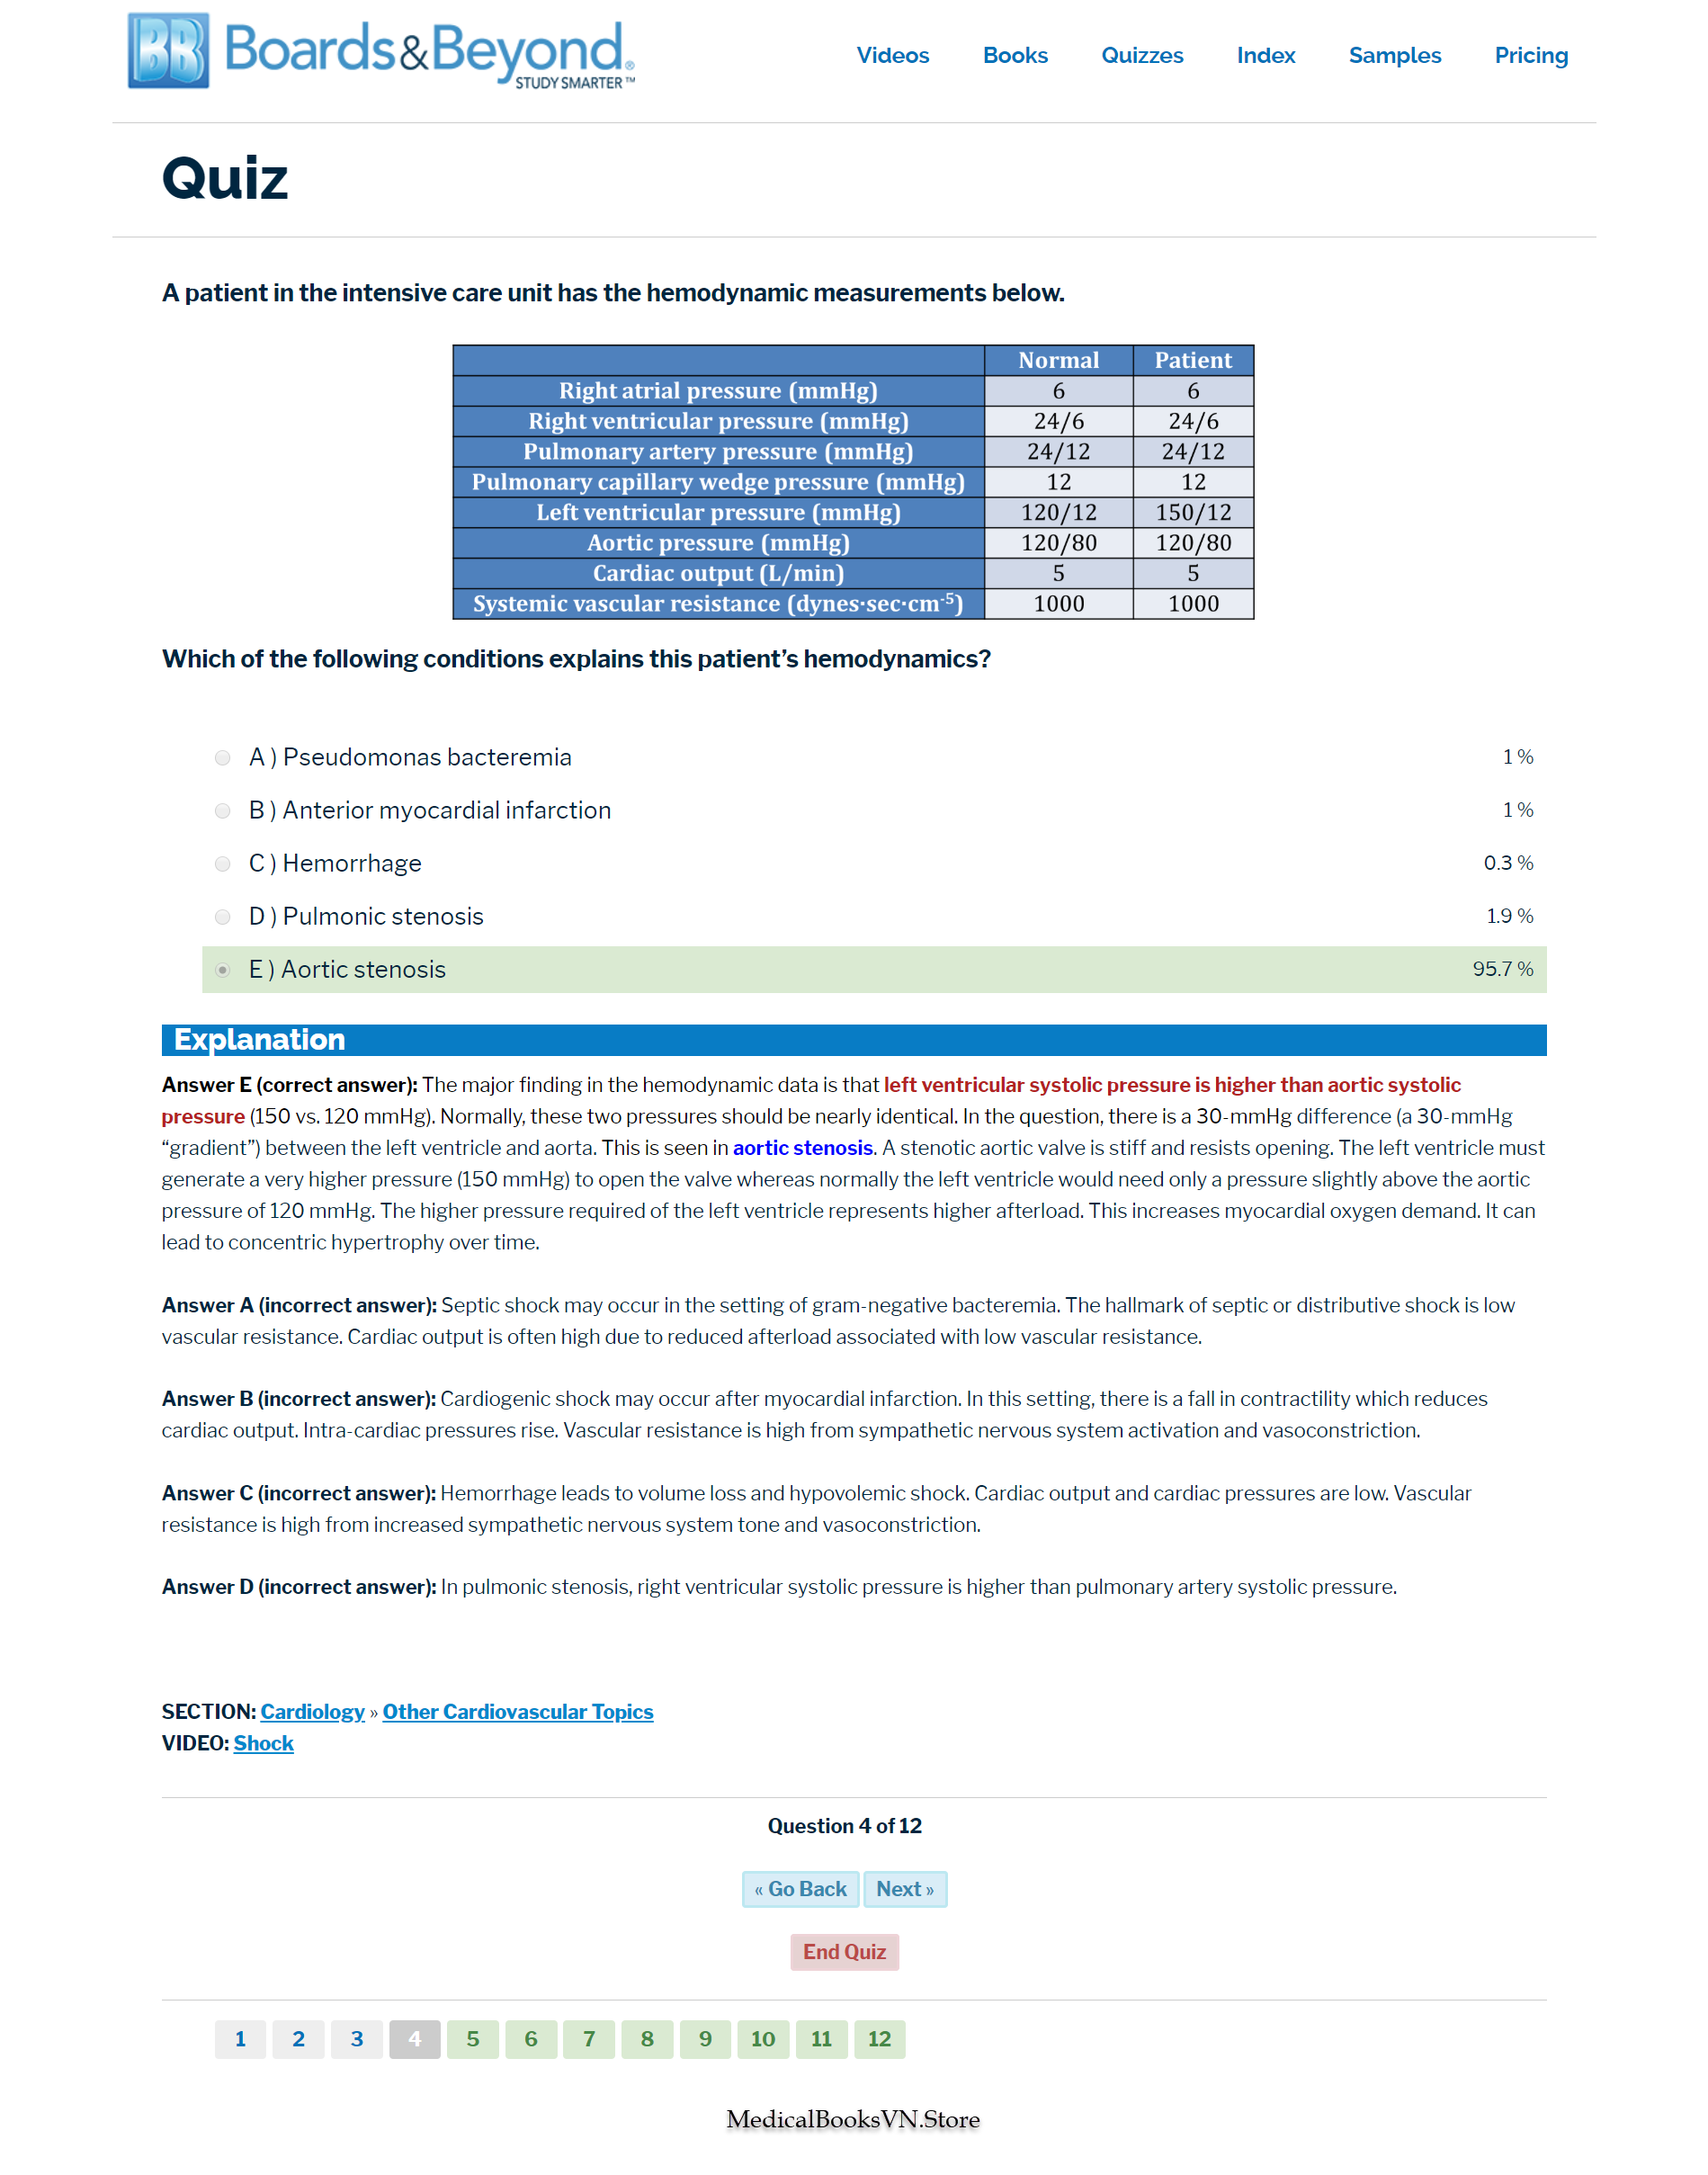 BB Boards&Beyond®
STUDY SMARTER™
Videos Books Quizzes Index Samples Pricing
Quiz
A patient in the intensive care unit has the hemodynamic measurements below.
Normal Patient
Right atrial pressure (mmHg) 6 6
Right ventricular pressure (mmHg) 24/6 24/6
Pulmonary artery pressure (mmHg) 24/12 24/12
Pulmonary capillary wedge pressure (mmHg) 12 12
Left ventricular pressure (mmHg) 120/12 150/12
Aortic pressure (mmHg) 120/80 120/80
Cardiac output (L/min) 5 5
Systemic vascular resistance (dynes·sec·cm⁻⁵) 1000 1000
Which of the following conditions explains this patient’s hemodynamics?
A ) Pseudomonas bacteremia 1 %
B ) Anterior myocardial infarction 1 %
C ) Hemorrhage 0.3 %
D ) Pulmonic stenosis 1.9 %
E ) Aortic stenosis 95.7 %
Explanation
Answer E (correct answer): The major finding in the hemodynamic data is that left ventricular systolic pressure is higher than aortic systolic
pressure (150 vs. 120 mmHg). Normally, these two pressures should be nearly identical. In the question, there is a 30-mmHg difference (a 30-mmHg
“gradient”) between the left ventricle and aorta. This is seen in aortic stenosis. A stenotic aortic valve is stiff and resists opening. The left ventricle must
generate a very higher pressure (150 mmHg) to open the valve whereas normally the left ventricle would need only a pressure slightly above the aortic
pressure of 120 mmHg. The higher pressure required of the left ventricle represents higher afterload. This increases myocardial oxygen demand. It can
lead to concentric hypertrophy over time.
Answer A (incorrect answer): Septic shock may occur in the setting of gram-negative bacteremia. The hallmark of septic or distributive shock is low
vascular resistance. Cardiac output is often high due to reduced afterload associated with low vascular resistance.
Answer B (incorrect answer): Cardiogenic shock may occur after myocardial infarction. In this setting, there is a fall in contractility which reduces
cardiac output. Intra-cardiac pressures rise. Vascular resistance is high from sympathetic nervous system activation and vasoconstriction.
Answer C (incorrect answer): Hemorrhage leads to volume loss and hypovolemic shock. Cardiac output and cardiac pressures are low. Vascular
resistance is high from increased sympathetic nervous system tone and vasoconstriction.
Answer D (incorrect answer): In pulmonic stenosis, right ventricular systolic pressure is higher than pulmonary artery systolic pressure.
SECTION: Cardiology » Other Cardiovascular Topics
VIDEO: Shock
Question 4 of 12
« Go Back Next »
End Quiz
1 2 3 4 5 6 7 8 9 10 11 12
MedicalBooksVN.Store